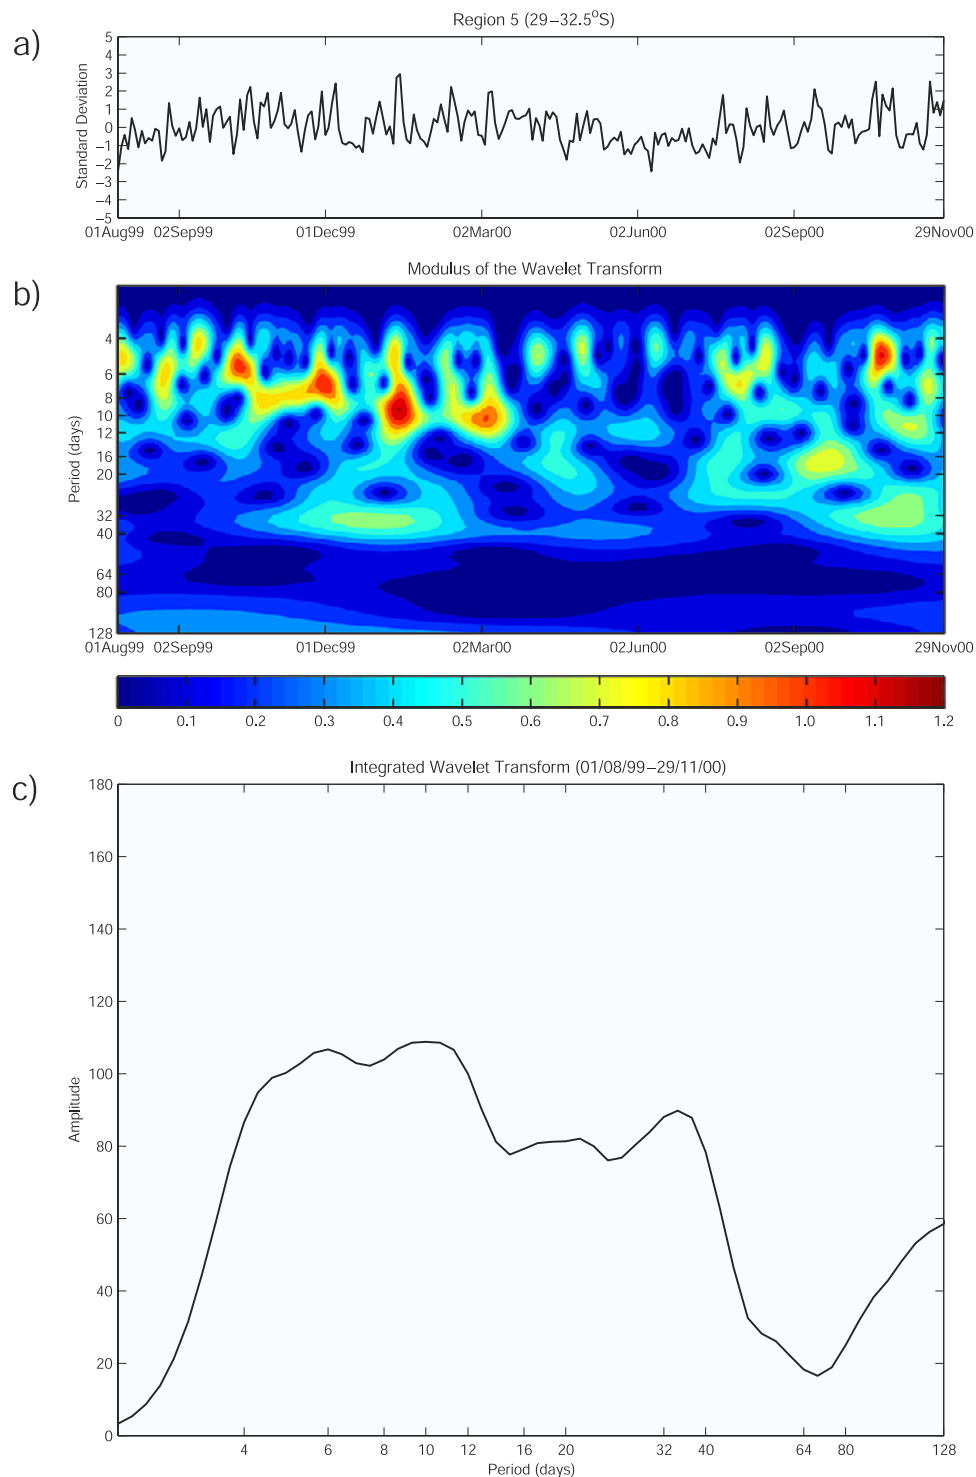 Region 5 (29–32.5°S)
a)
5
4
3
2
1
0
–1
–2
–3
–4
–5
Standard Deviation
01Aug99 02Sep99 01Dec99 02Mar00 02Jun00 02Sep00 29Nov00
Modulus of the Wavelet Transform
b)
4
6
8
10
12
16
20
32
40
64
80
128
Period (days)
01Aug99 02Sep99 01Dec99 02Mar00 02Jun00 02Sep00 29Nov00
0 0.1 0.2 0.3 0.4 0.5 0.6 0.7 0.8 0.9 1.0 1.1 1.2
Integrated Wavelet Transform (01/08/99–29/11/00)
c)
180
160
140
120
100
80
60
40
20
0
Amplitude
4 6 8 10 12 16 20 32 40 64 80 128
Period (days)